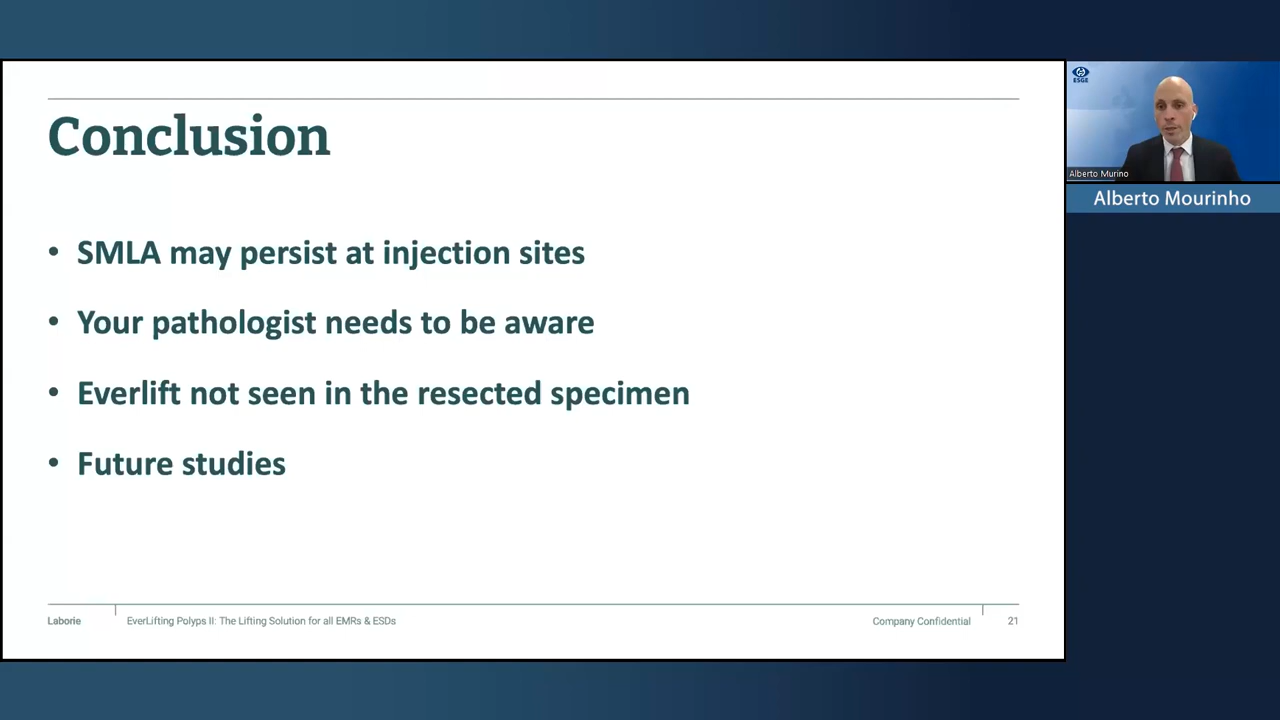 Conclusion
• SMLA may persist at injection sites
• Your pathologist needs to be aware
• Everlift not seen in the resected specimen
• Future studies
Laborie
EverLifting Polyps II: The Lifting Solution for all EMRs & ESDs
Company Confidential
21
ESGE
Alberto Murino
Alberto Mourinho